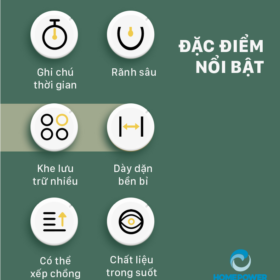 ĐẶC ĐIỂM
NỔI BẬT
Ghi chú
thời gian
Rãnh sâu
Khe lưu
trữ nhiều
Dày dặn
bền bỉ
Có thể
xếp chồng
Chất liệu
trong suốt